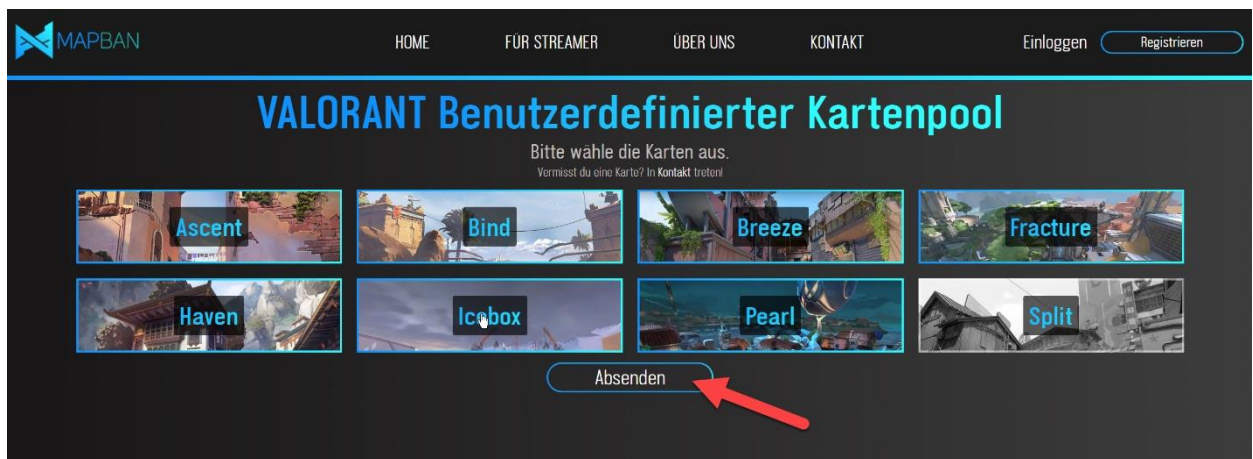 MAPBAN HOME FÜR STREAMER ÜBER UNS KONTAKT Einloggen Registrieren
VALORANT Benutzerdefinierter Kartenpool
Bitte wähle die Karten aus.
Vermisst du eine Karte? In Kontakt treten!
Ascent Bind Breeze Fracture
Haven Icebox Pearl Split
Absenden